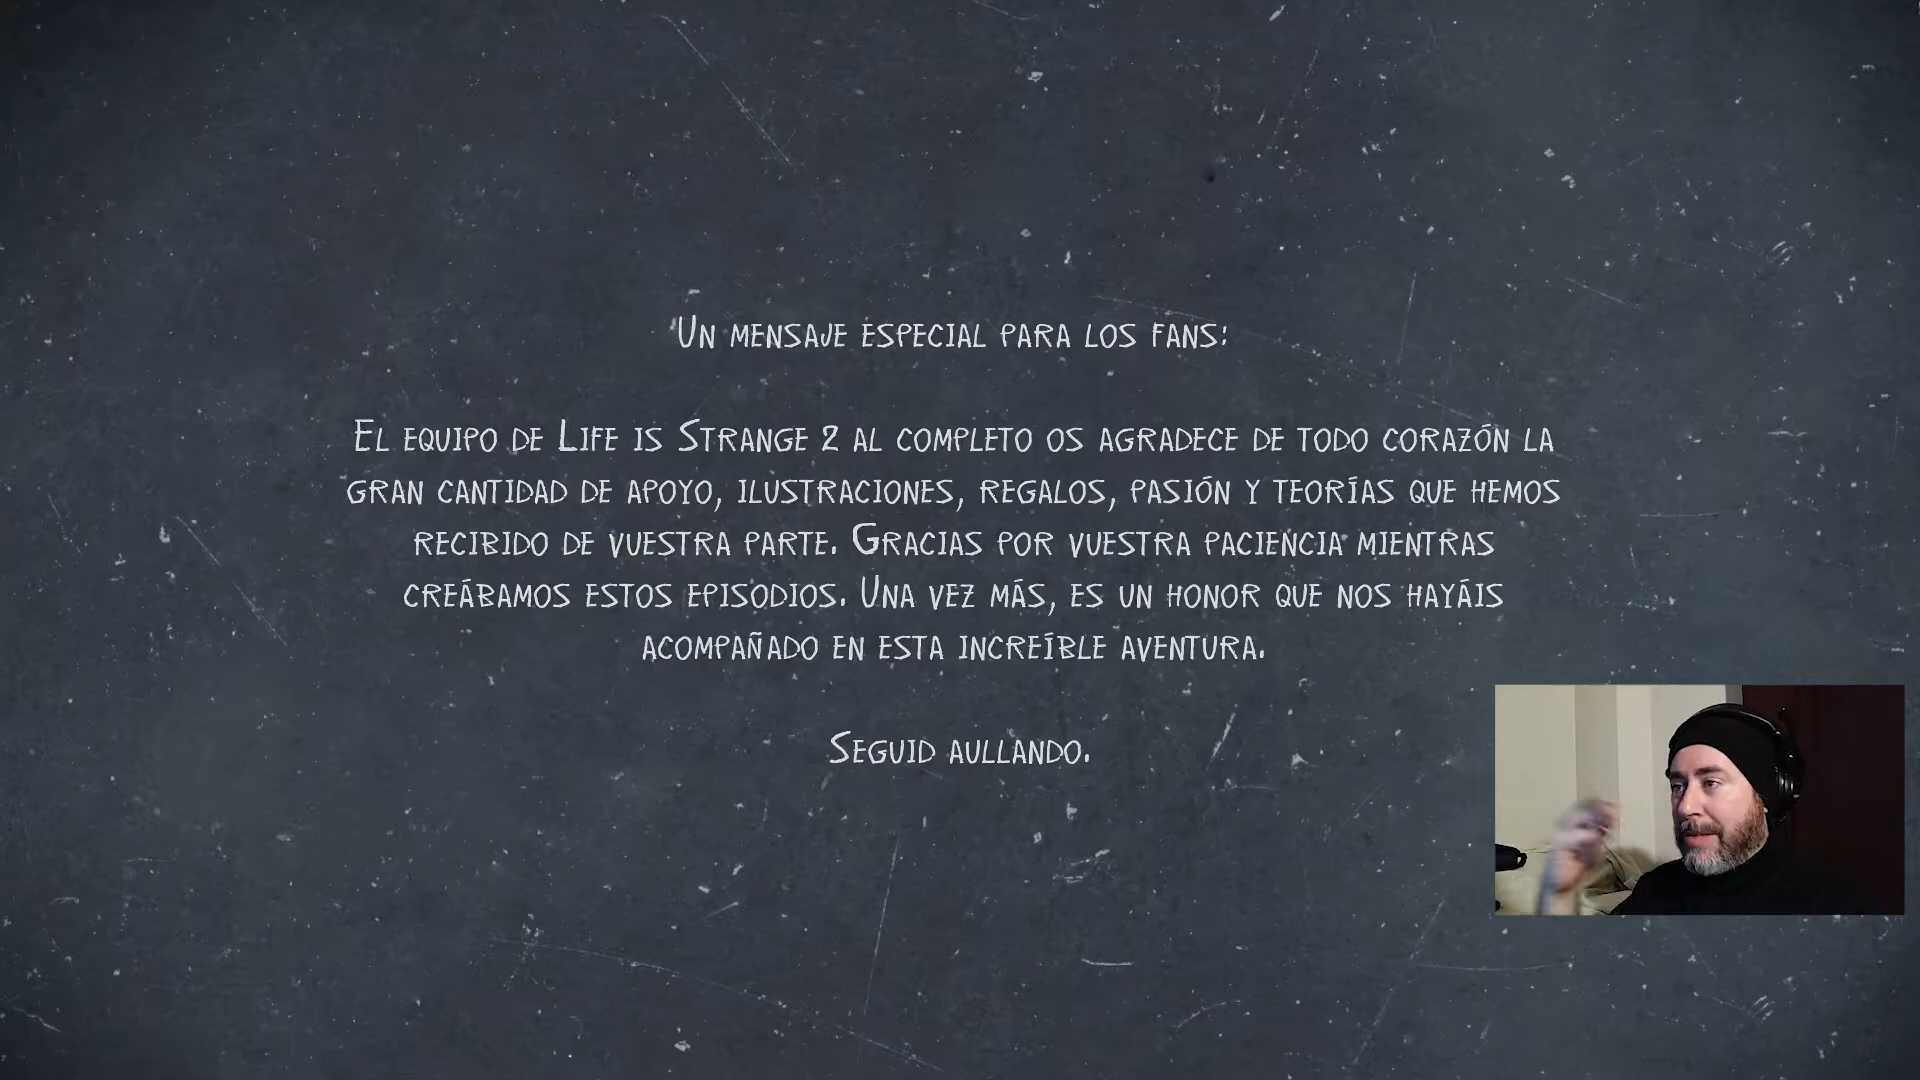 Un mensaje especial para los fans:
El equipo de Life is Strange 2 al completo os agradece de todo corazón la
gran cantidad de apoyo, ilustraciones, regalos, pasión y teorías que hemos
recibido de vuestra parte. Gracias por vuestra paciencia mientras
creábamos estos episodios. Una vez más, es un honor que nos hayáis
acompañado en esta increíble aventura.
Seguid aullando.